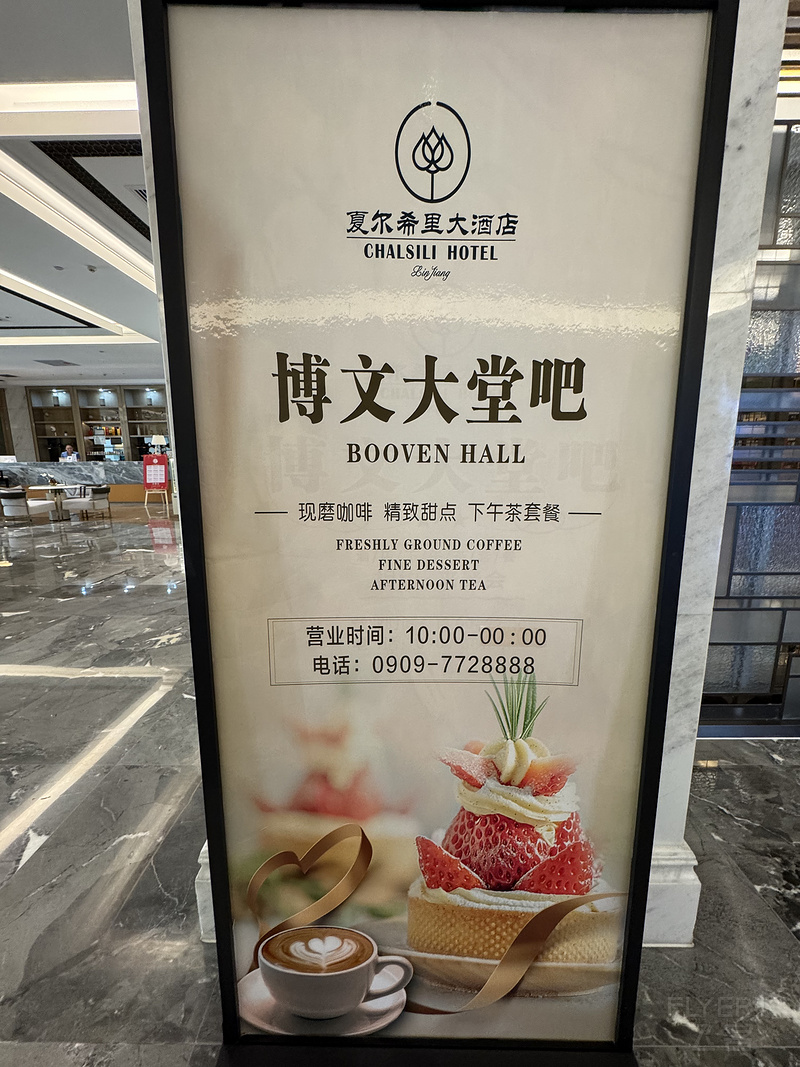 夏尔希里大酒店
CHALSILI HOTEL
博文大堂吧
BOOVEN HALL
现磨咖啡 精致甜点 下午茶套餐
FRESHLY GROUND COFFEE
FINE DESSERT
AFTERNOON TEA
营业时间：10:00-00:00
电话：0909-7728888